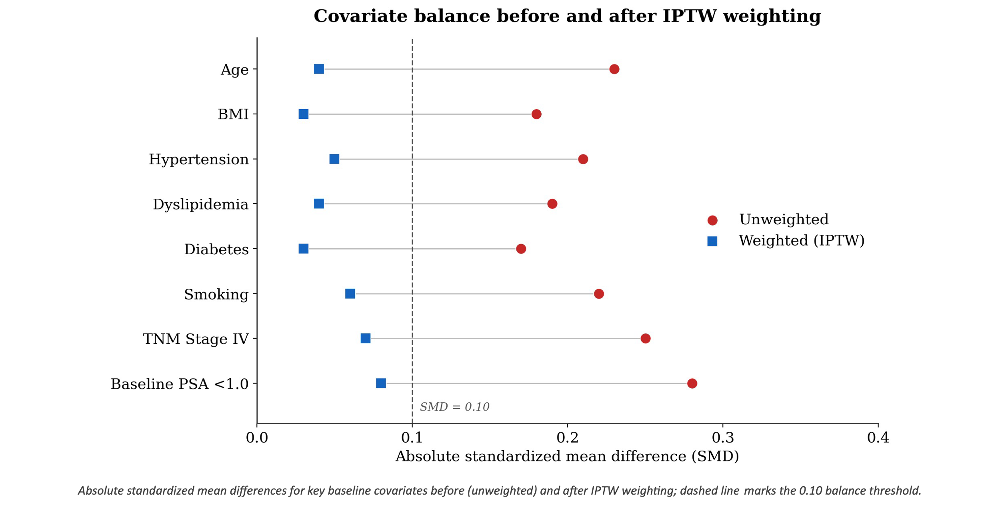 Covariate balance before and after IPTW weighting
Age
BMI
Hypertension
Dyslipidemia
Diabetes
Smoking
TNM Stage IV
Baseline PSA <1.0
Unweighted
Weighted (IPTW)
SMD = 0.10
0.0 0.1 0.2 0.3 0.4
Absolute standardized mean difference (SMD)
Absolute standardized mean differences for key baseline covariates before (unweighted) and after IPTW weighting; dashed line marks the 0.10 balance threshold.